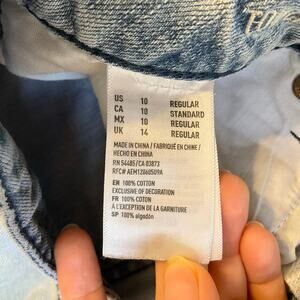 US 10 REGULAR
CA 10 STANDARD
MX 10 REGULAR
UK 14 REGULAR
MADE IN CHINA / FABRIQUÉ EN CHINE /
HECHO EN CHINA
RN 54485/CA 03873
RFC# AEM1206050I9A
EN 100% COTTON
EXCLUSIVE OF DECORATION
FR 100% COTON
À L'EXCEPTION DE LA GARNITURE
SP 100% algodón